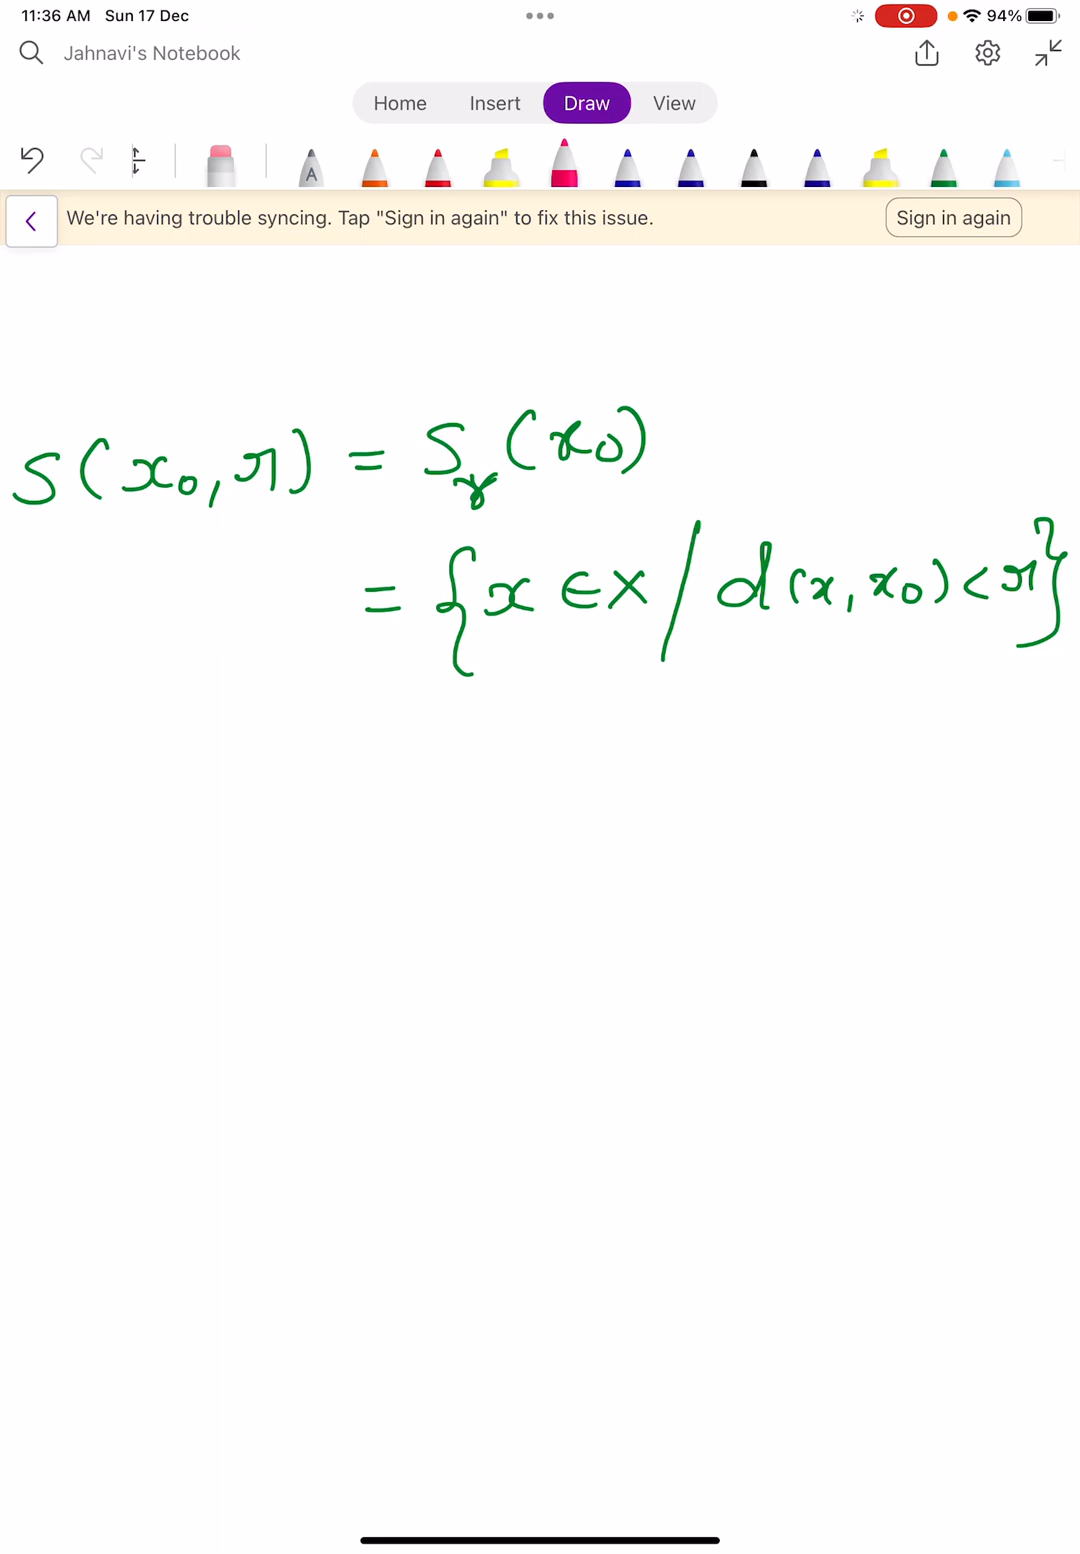 11:36 AM Sun 17 Dec 94%
Jahnavi's Notebook
Home Insert Draw View
A
We're having trouble syncing. Tap "Sign in again" to fix this issue. Sign in again
S(x₀, r) = Sᵣ(x₀)
= {x ∈ X / d(x, x₀) < r}